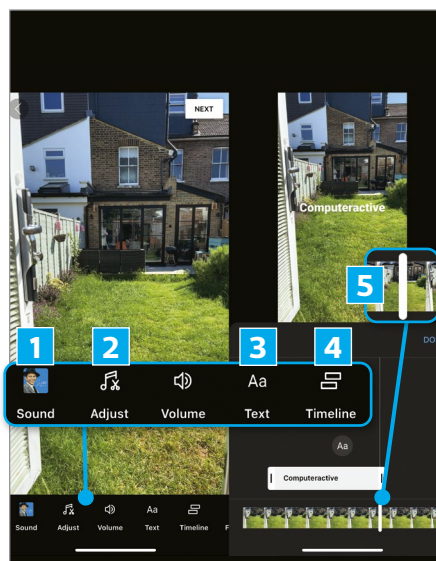 NEXT
Computeractive
5
DO
1
2
3
4
Sound
Adjust
Volume
Aa
Text
Timeline
Aa
Computeractive
Sound
Adjust
Volume
Aa
Text
Timeline
F